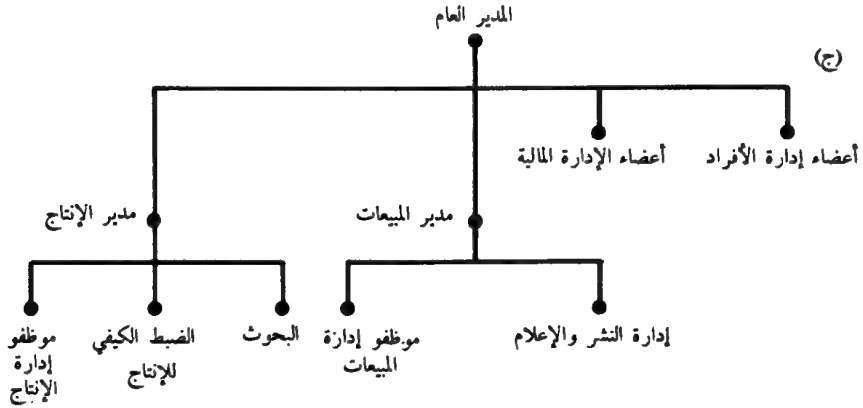 المدير العام
(ج)
أعضاء إدارة الأفراد
أعضاء الإدارة المالية
مدير المبيعات
مدير الإنتاج
إدارة النشر والإعلام
موظفو إدارة
المبيعات
البحوث
الضبط الكيفي
للإنتاج
موظفو
إدارة
الإنتاج